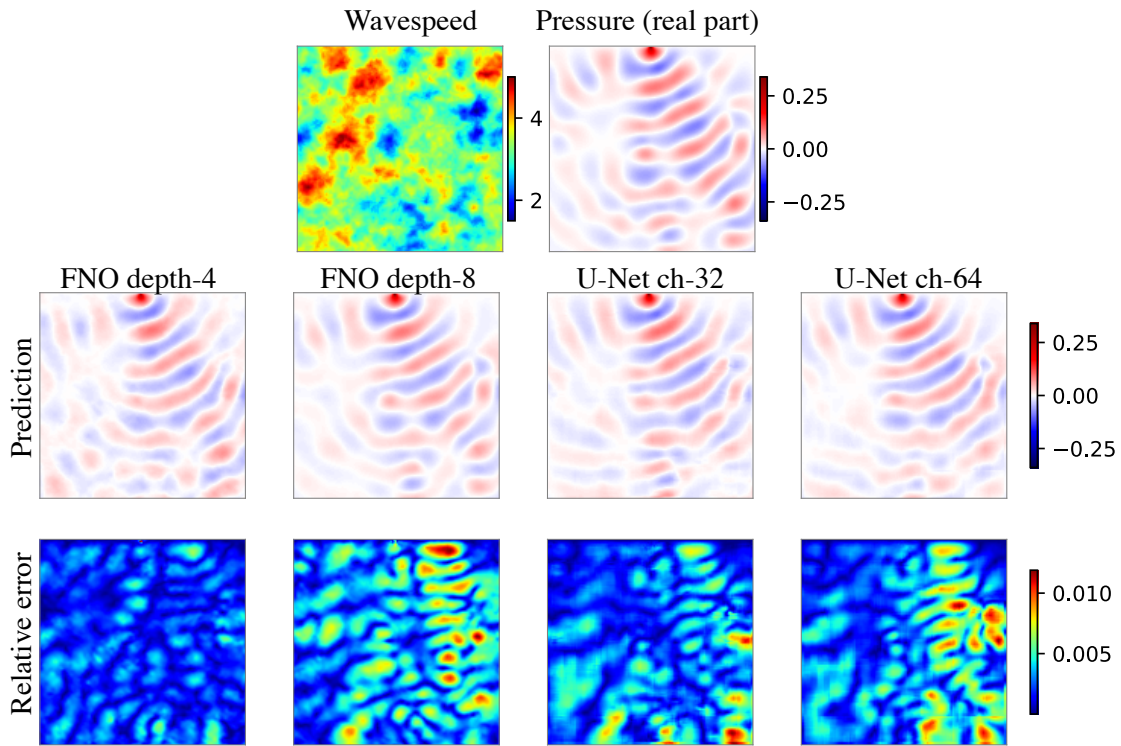 Wavespeed Pressure (real part)
4
2
0.25
0.00
−0.25
FNO depth-4 FNO depth-8 U-Net ch-32 U-Net ch-64
Prediction
0.25
0.00
−0.25
Relative error
0.010
0.005